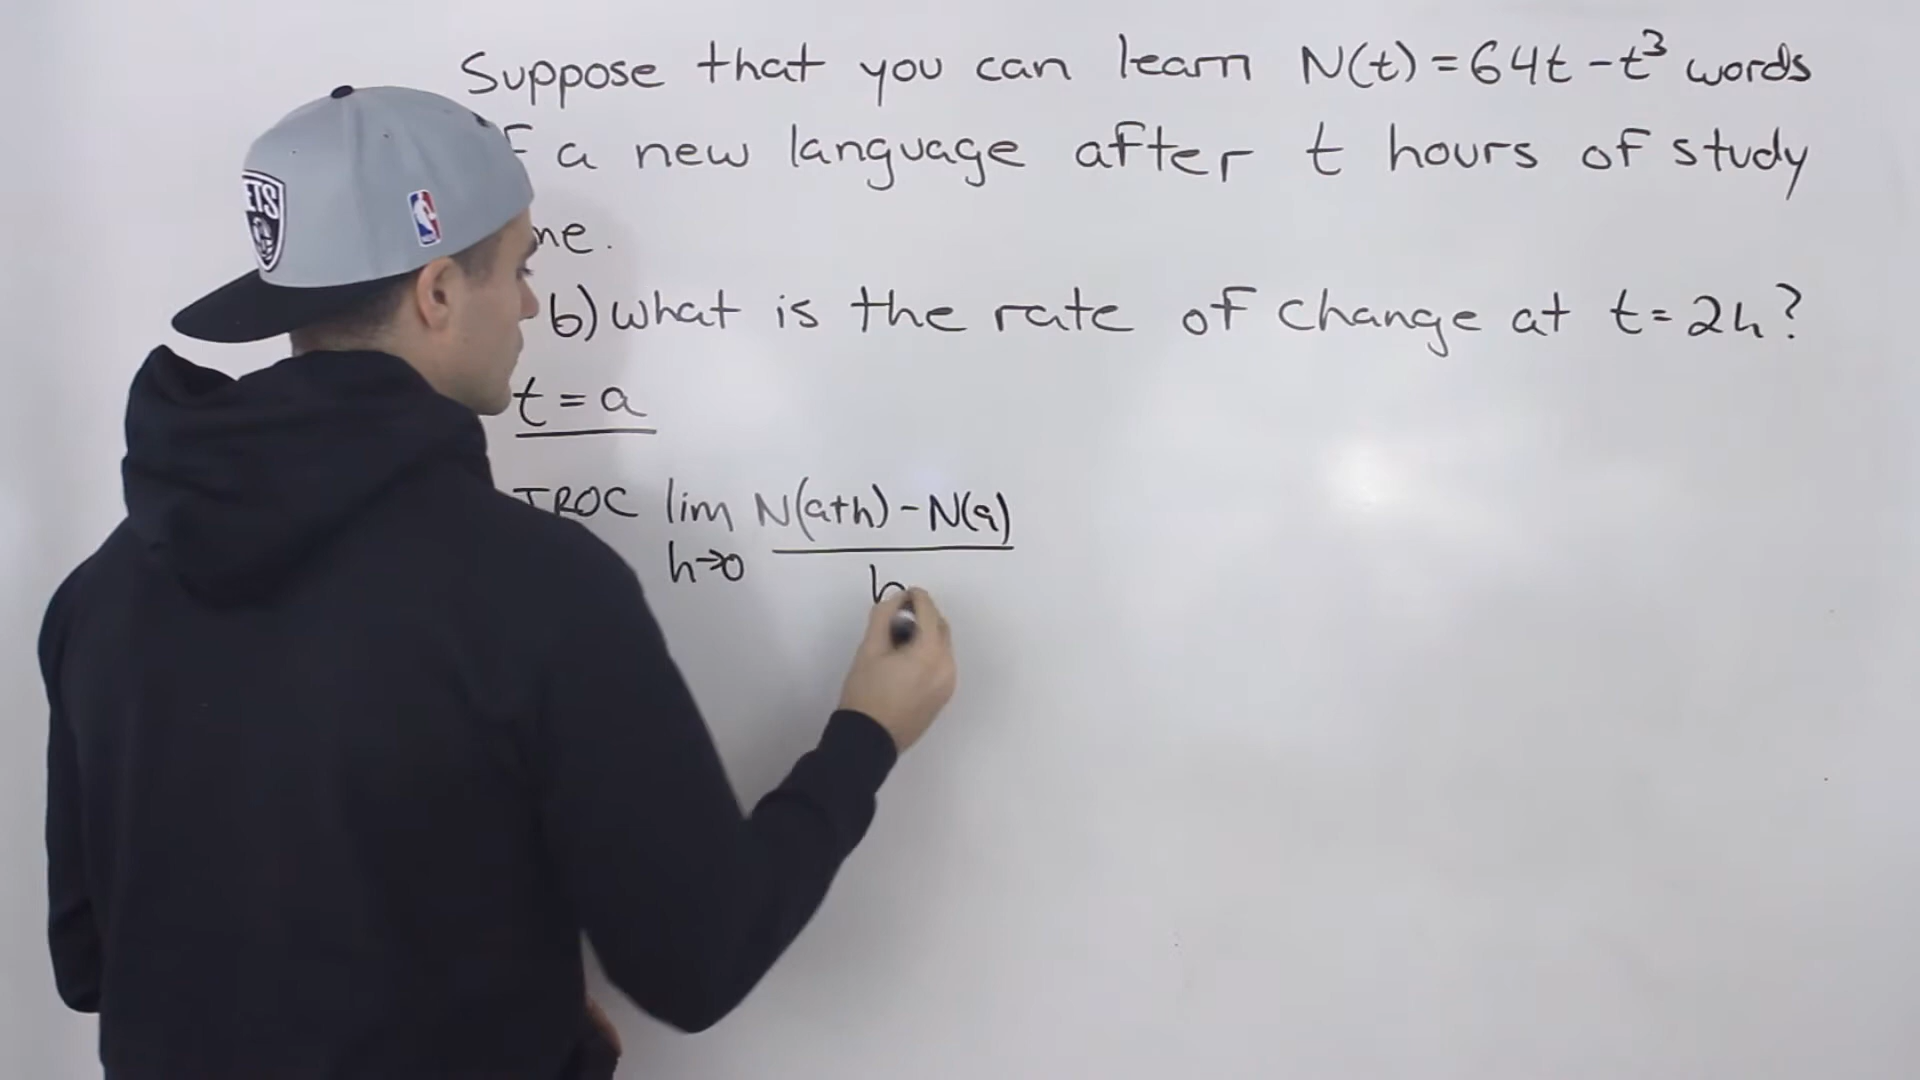 Suppose that you can learn N(t) = 64t - t³ words
a new language after t hours of study
b) what is the rate of change at t = 2h?
t = a
IROC lim N(a+h) - N(a)
h→0 h